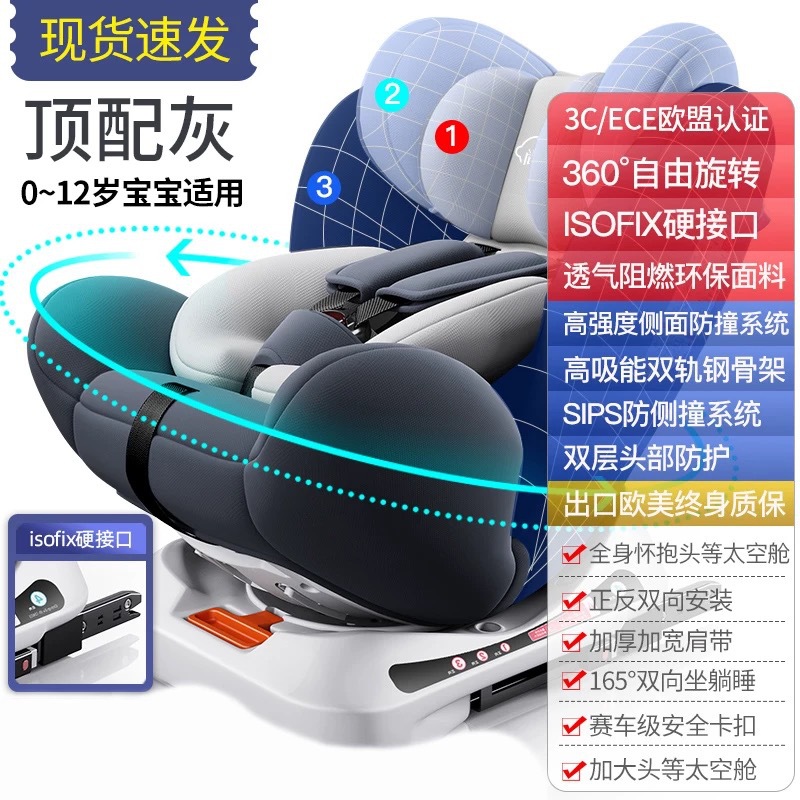 现货速发
顶配灰
0~12岁宝宝适用
2
1
3
3C/ECE欧盟认证
360°自由旋转
ISOFIX硬接口
透气阻燃环保面料
高强度侧面防撞系统
高吸能双轨钢骨架
SIPS防侧撞系统
双层头部防护
出口欧美终身质保
全身怀抱头等太空舱
正反双向安装
加厚加宽肩带
165°双向坐躺睡
赛车级安全卡扣
加大头等太空舱
isofix硬接口
4
3
2
1